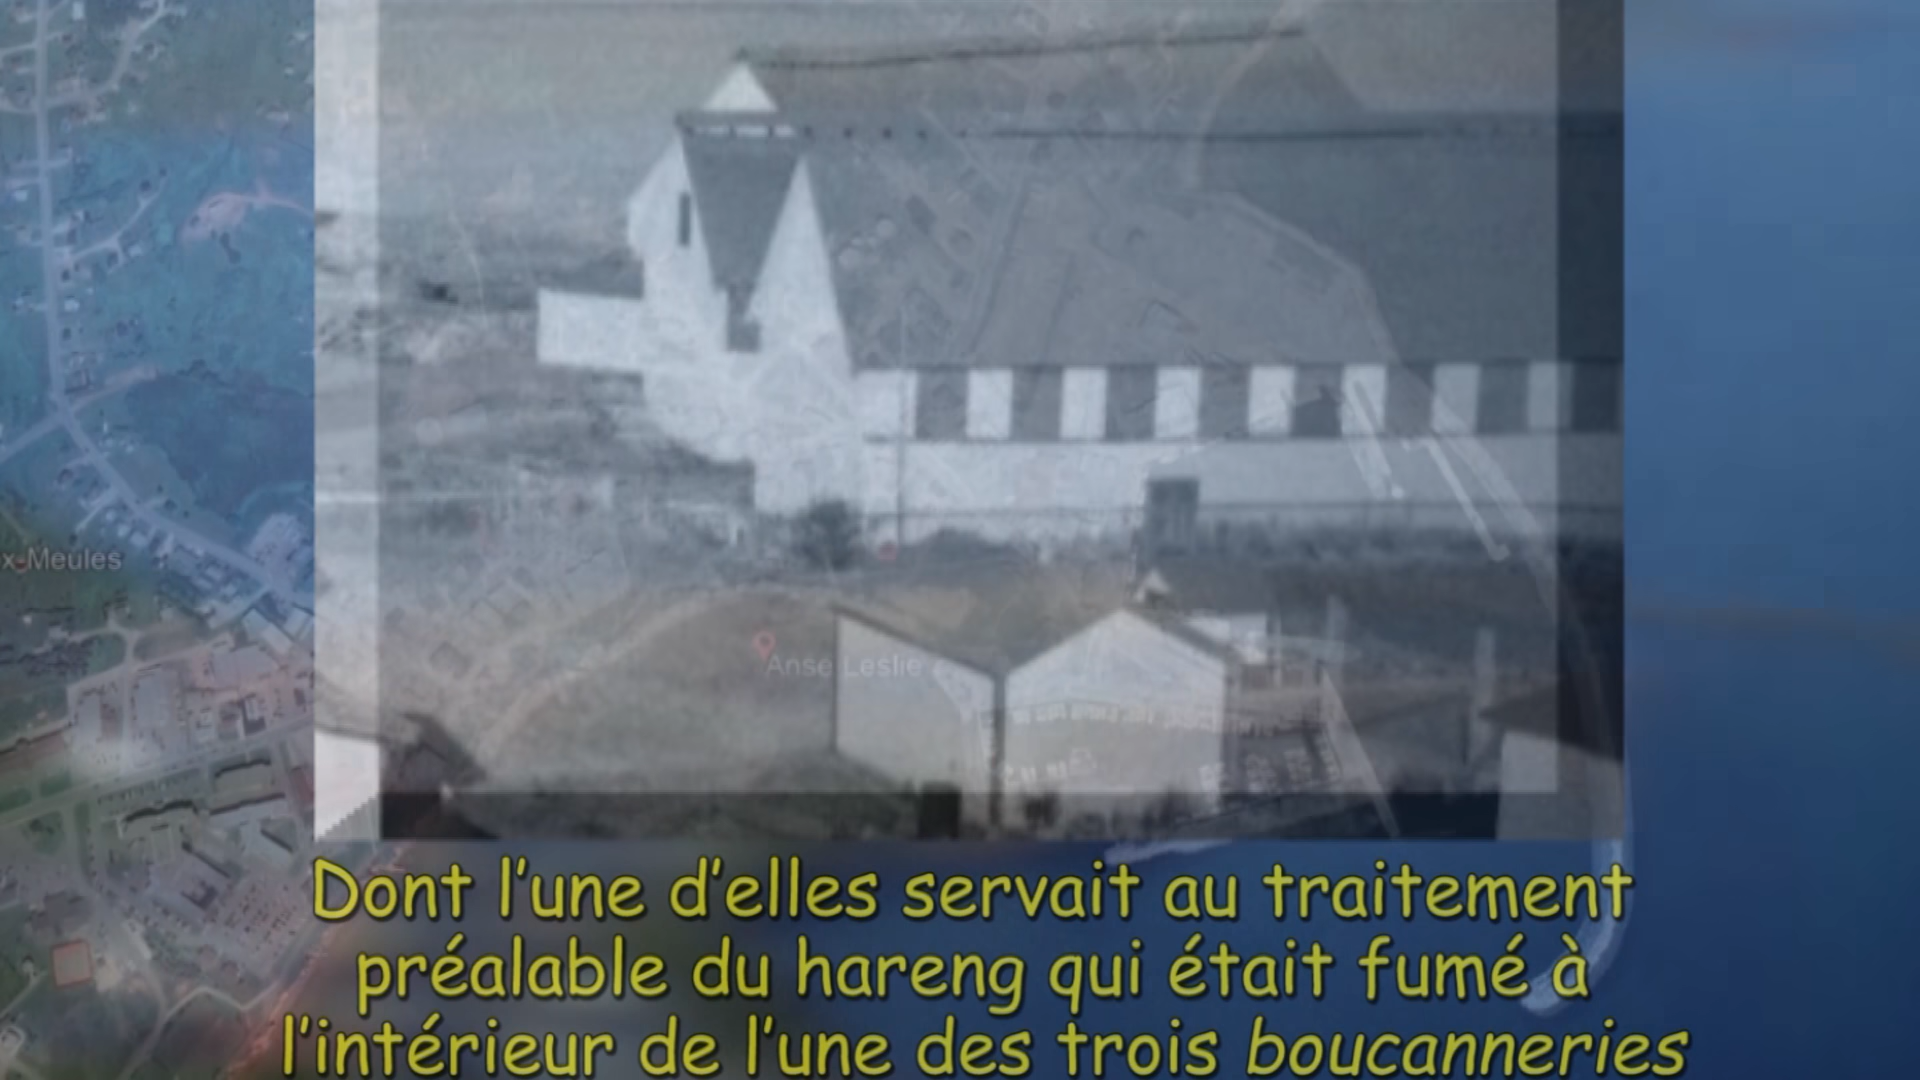 x-Meules
Anse Leslie
Dont l'une d'elles servait au traitement
préalable du hareng qui était fumé à
l'intérieur de l'une des trois boucanneries